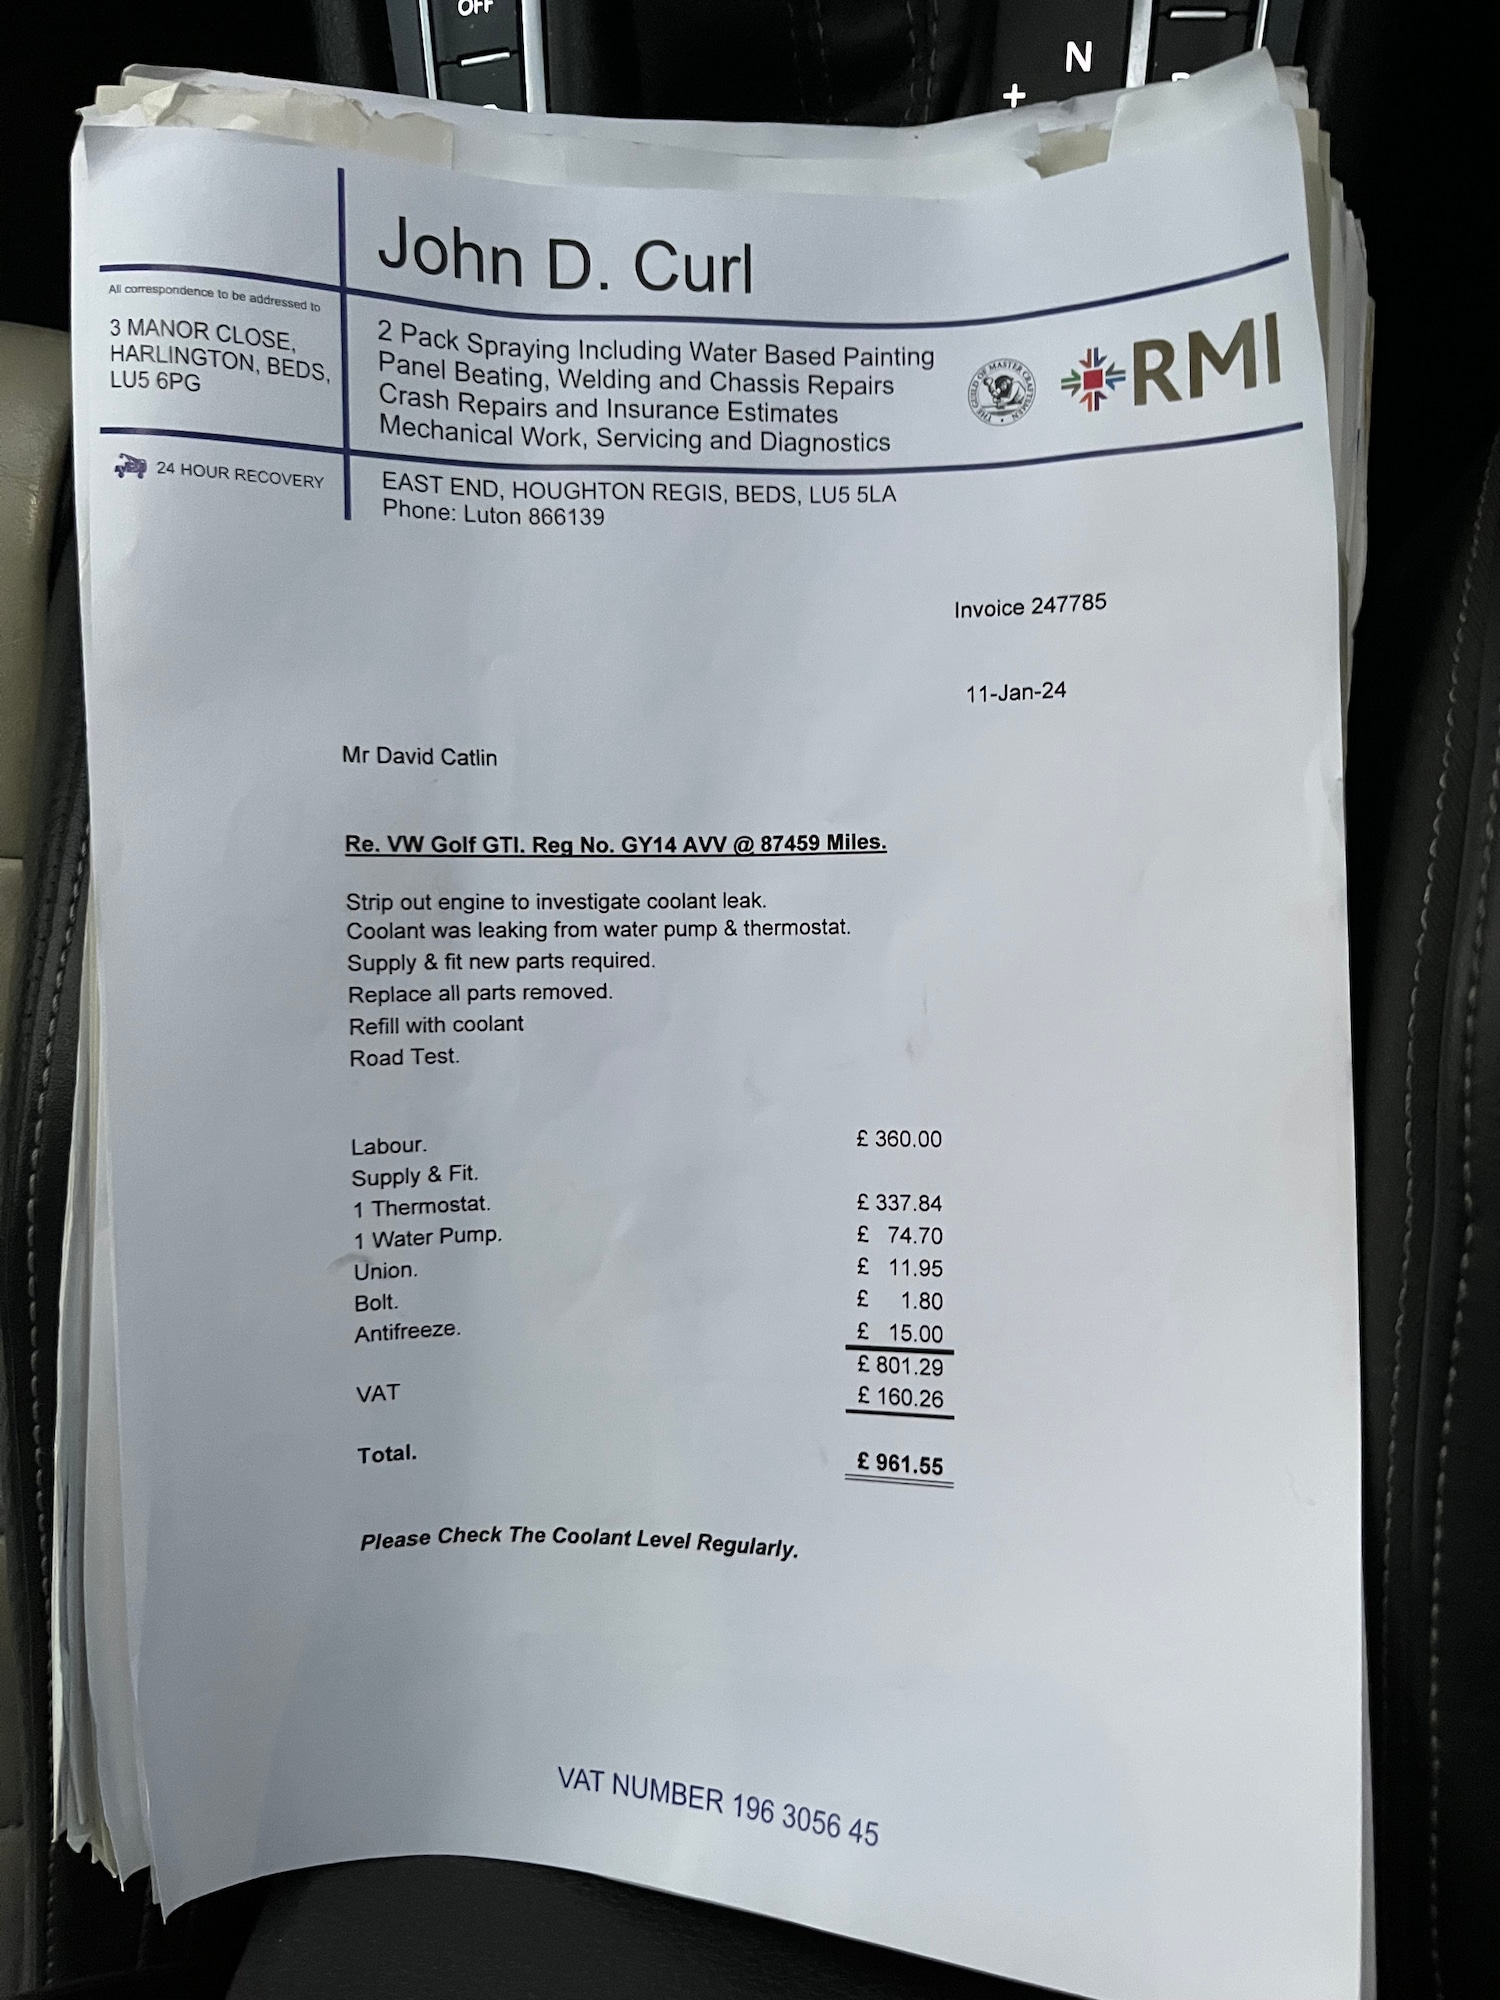 OFF
N
+
John D. Curl
All correspondence to be addressed to
3 MANOR CLOSE,
HARLINGTON, BEDS,
LU5 6PG
2 Pack Spraying Including Water Based Painting
Panel Beating, Welding and Chassis Repairs
Crash Repairs and Insurance Estimates
Mechanical Work, Servicing and Diagnostics
THE GUILD OF MASTER CRAFTSMEN
RMI
24 HOUR RECOVERY
EAST END, HOUGHTON REGIS, BEDS, LU5 5LA
Phone: Luton 866139
Invoice 247785
11-Jan-24
Mr David Catlin
Re. VW Golf GTI. Reg No. GY14 AVV @ 87459 Miles.
Strip out engine to investigate coolant leak.
Coolant was leaking from water pump & thermostat.
Supply & fit new parts required.
Replace all parts removed.
Refill with coolant
Road Test.
Labour. £ 360.00
Supply & Fit.
1 Thermostat. £ 337.84
1 Water Pump. £ 74.70
Union. £ 11.95
Bolt. £ 1.80
Antifreeze. £ 15.00
£ 801.29
VAT £ 160.26
Total. £ 961.55
Please Check The Coolant Level Regularly.
VAT NUMBER 196 3056 45